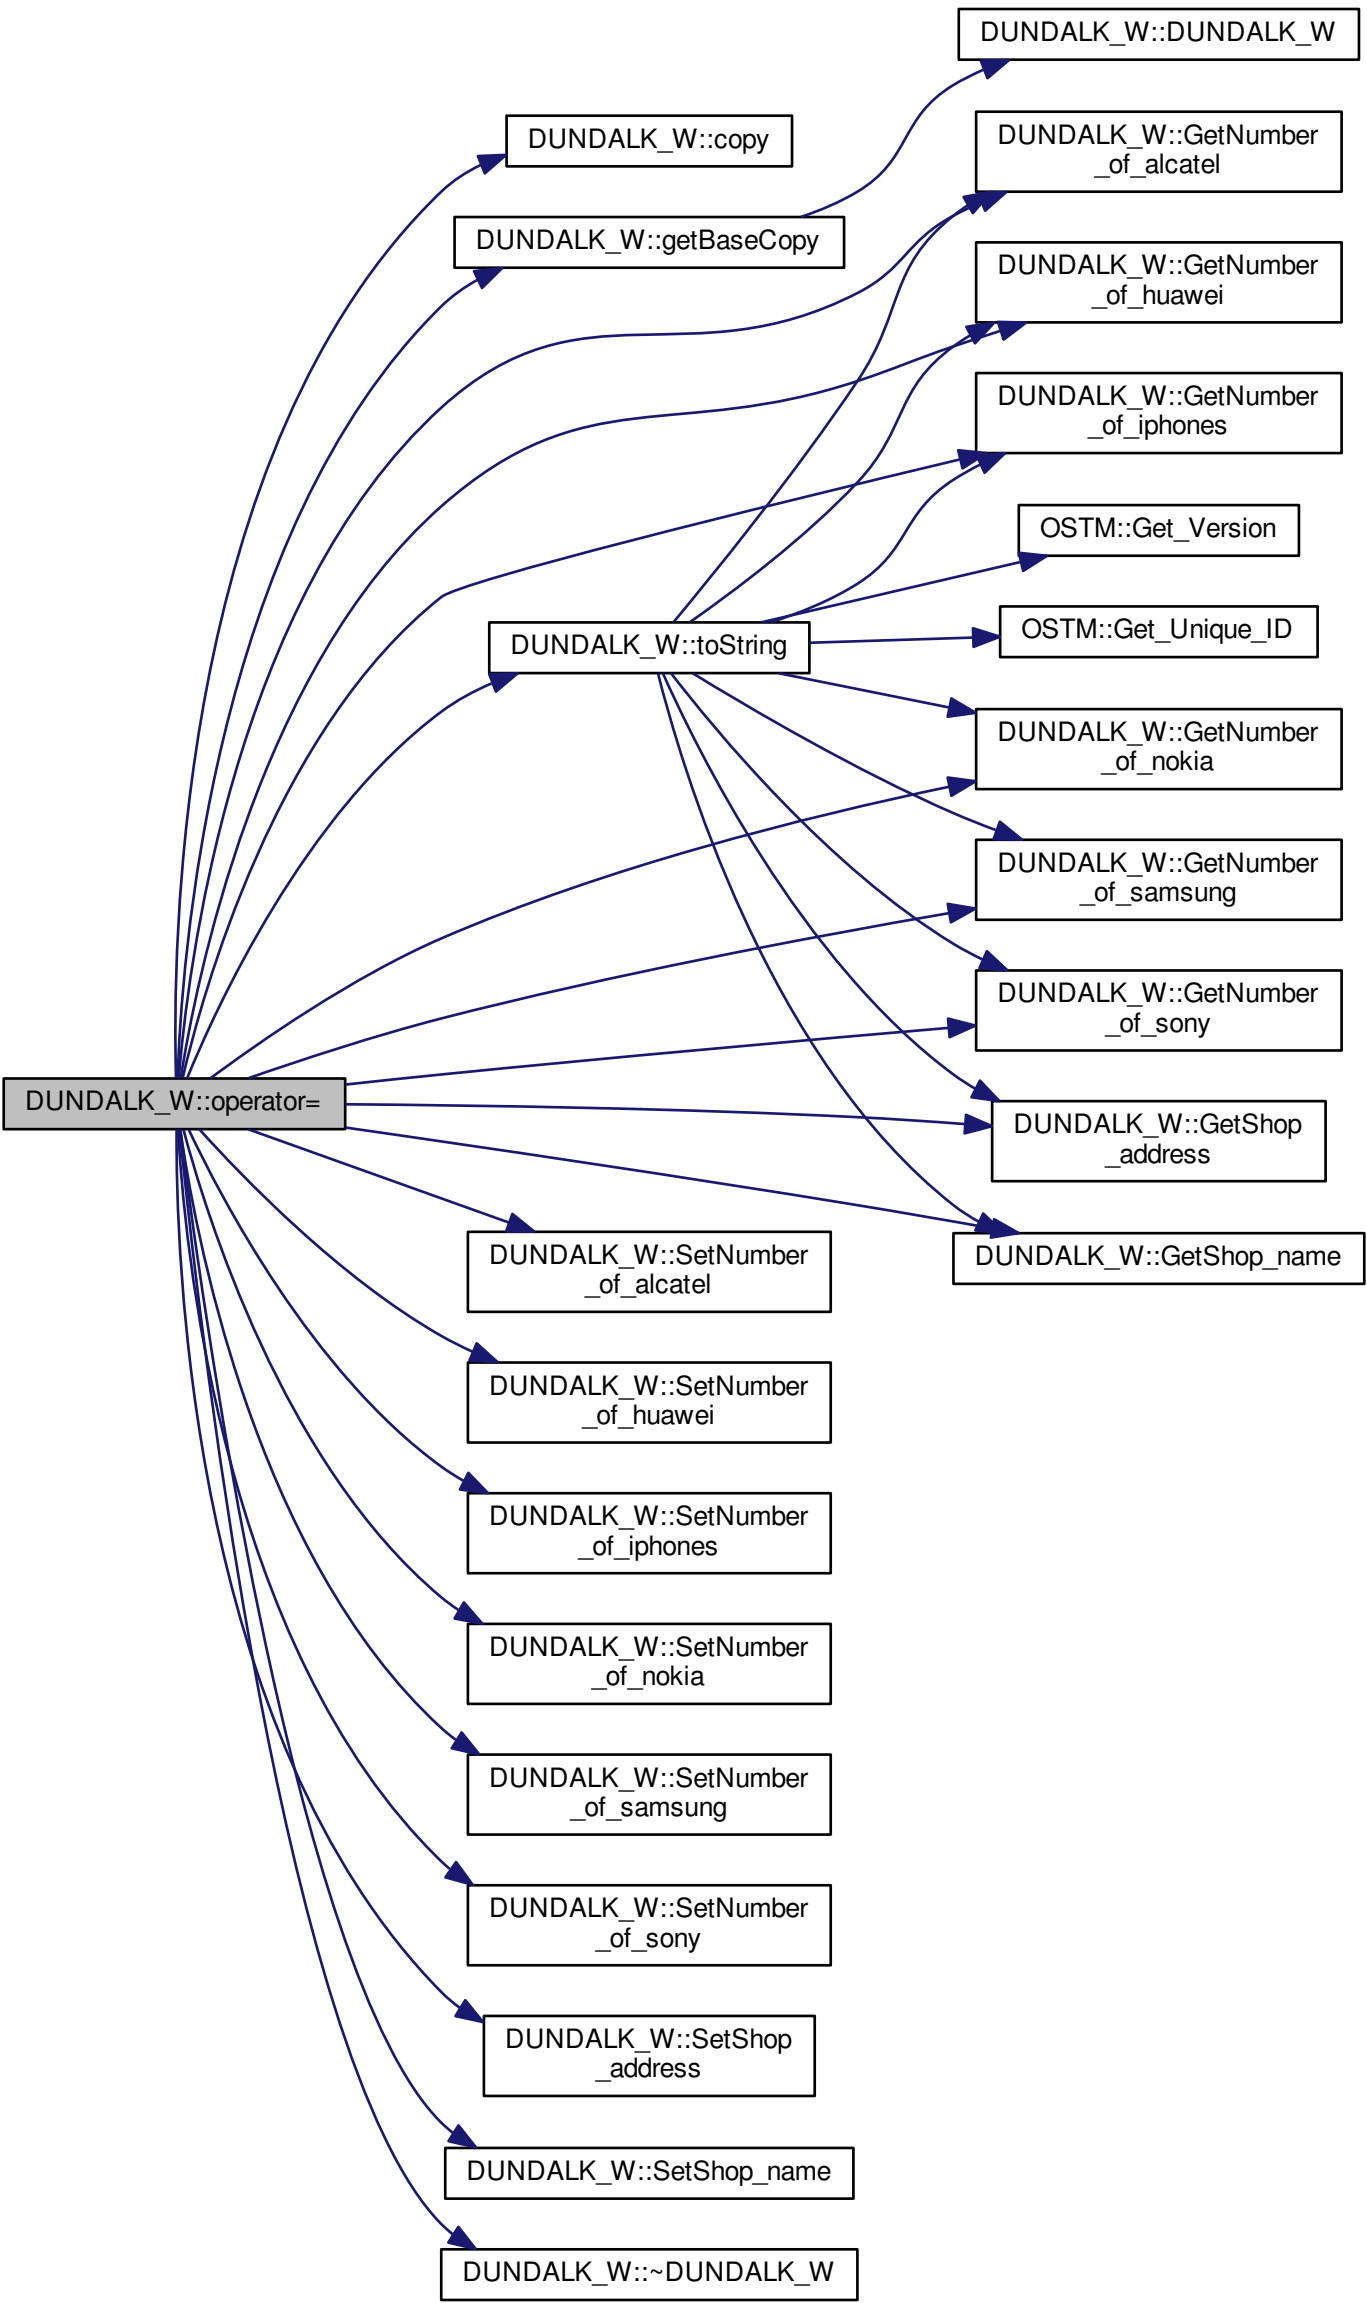 DUNDALK_W::DUNDALK_W
DUNDALK_W::copy
DUNDALK_W::GetNumber
_of_alcatel
DUNDALK_W::getBaseCopy
DUNDALK_W::GetNumber
_of_huawei
DUNDALK_W::GetNumber
_of_iphones
OSTM::Get_Version
OSTM::Get_Unique_ID
DUNDALK_W::toString
DUNDALK_W::GetNumber
_of_nokia
DUNDALK_W::GetNumber
_of_samsung
DUNDALK_W::GetNumber
_of_sony
DUNDALK_W::operator=
DUNDALK_W::GetShop
_address
DUNDALK_W::GetShop_name
DUNDALK_W::SetNumber
_of_alcatel
DUNDALK_W::SetNumber
_of_huawei
DUNDALK_W::SetNumber
_of_iphones
DUNDALK_W::SetNumber
_of_nokia
DUNDALK_W::SetNumber
_of_samsung
DUNDALK_W::SetNumber
_of_sony
DUNDALK_W::SetShop
_address
DUNDALK_W::SetShop_name
DUNDALK_W::~DUNDALK_W